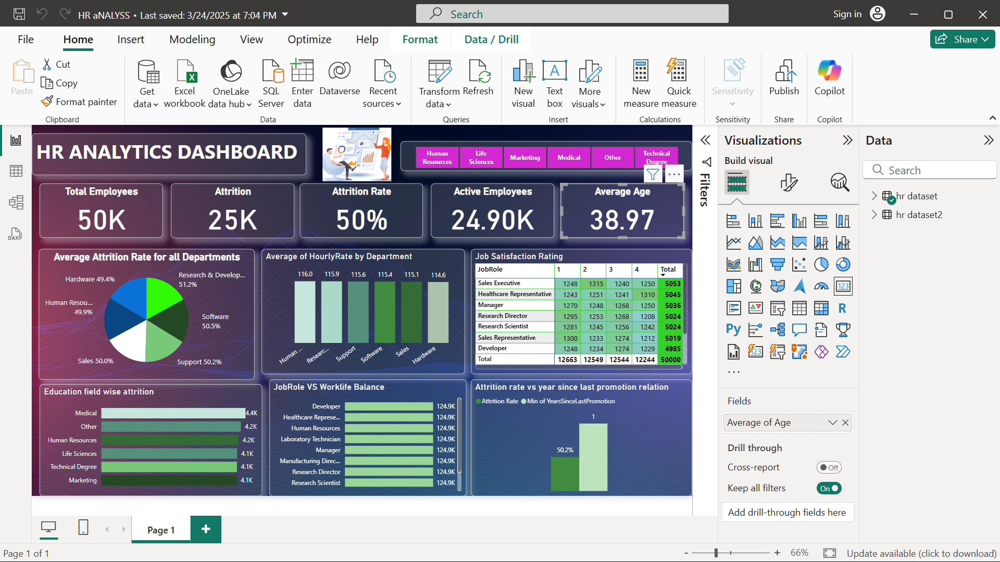 HR aNALYSS • Last saved: 3/24/2025 at 7:04 PM
Search
Sign in
File Home Insert Modeling View Optimize Help Format Data / Drill
Share
Paste
Cut
Copy
Format painter
Clipboard
Get data
Excel workbook
OneLake data hub
SQL Server
Enter data
Dataverse
Recent sources
Data
Transform data
Refresh
Queries
New visual
Text box
More visuals
Insert
New measure
Quick measure
Calculations
Sensitivity
Sensitivity
Publish
Share
Copilot
Copilot
HR ANALYTICS DASHBOARD
Human Resources
Life Sciences
Marketing
Medical
Other
Technical Degree
Total Employees
50K
Attrition
25K
Attrition Rate
50%
Active Employees
24.90K
Average Age
38.97
Average Attrition Rate for all Departments
Hardware 49.4%
Research & Develop...
51.2%
Human Resou...
49.9%
Software
50.5%
Sales 50.0%
Support 50.2%
Average of HourlyRate by Department
116.0 115.9 115.6 115.4 115.1 114.6
Human ... Researc... Support Software Sales Hardware
Job Satisfaction Rating
JobRole 1 2 3 4 Total
Sales Executive 1248 1315 1240 1250 5053
Healthcare Representative 1243 1251 1241 1310 5045
Manager 1270 1248 1268 1250 5036
Research Director 1295 1253 1268 1208 5024
Research Scientist 1281 1245 1256 1242 5024
Sales Representative 1300 1233 1274 1212 5019
Developer 1248 1234 1274 1229 4985
Total 12663 12549 12544 12244 50000
Education field wise attrition
Medical 4.4K
Other 4.2K
Human Resources 4.2K
Life Sciences 4.1K
Technical Degree 4.1K
Marketing 4.1K
JobRole VS Worklife Balance
Developer 124.9K
Healthcare Represe... 124.9K
Human Resources 124.9K
Laboratory Technician 124.9K
Manager 124.9K
Manufacturing Direc... 124.9K
Research Director 124.9K
Research Scientist 124.9K
Attrition rate vs year since last promotion relation
Attrition Rate Min of YearsSinceLastPromotion
1
50.2%
Filters
Visualizations
Build visual
123
R
Py
123
Fields
Average of Age
Drill through
Cross-report
Off
Keep all filters
On
Add drill-through fields here
Data
Search
hr dataset
hr dataset2
DAX
Page 1
+
Page 1 of 1
- + 66%
Update available (click to download)